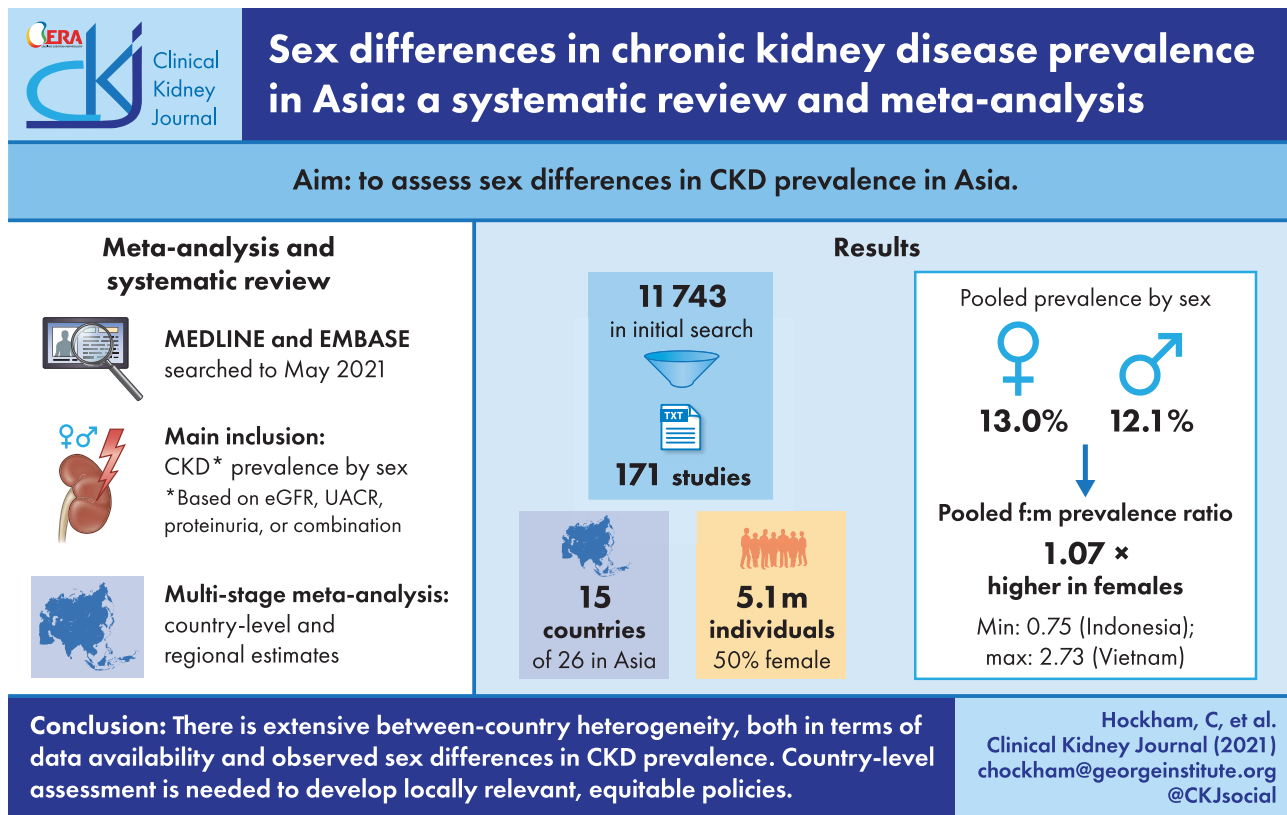 ERA
CKJ
Clinical
Kidney
Journal
Sex differences in chronic kidney disease prevalence
in Asia: a systematic review and meta-analysis
Aim: to assess sex differences in CKD prevalence in Asia.
Meta-analysis and
systematic review
MEDLINE and EMBASE
searched to May 2021
Main inclusion:
CKD* prevalence by sex
*Based on eGFR, UACR,
proteinuria, or combination
Multi-stage meta-analysis:
country-level and
regional estimates
Results
11 743
in initial search
TXT
171 studies
15
countries
of 26 in Asia
5.1m
individuals
50% female
Pooled prevalence by sex
♀ ♂
13.0% 12.1%
Pooled f:m prevalence ratio
1.07 ×
higher in females
Min: 0.75 (Indonesia);
max: 2.73 (Vietnam)
Conclusion: There is extensive between-country heterogeneity, both in terms of
data availability and observed sex differences in CKD prevalence. Country-level
assessment is needed to develop locally relevant, equitable policies.
Hockham, C, et al.
Clinical Kidney Journal (2021)
chockham@georgeinstitute.org
@CKJsocial